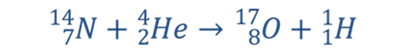 ¹⁴₇N + ⁴₂He → ¹⁷₈O + ¹₁H